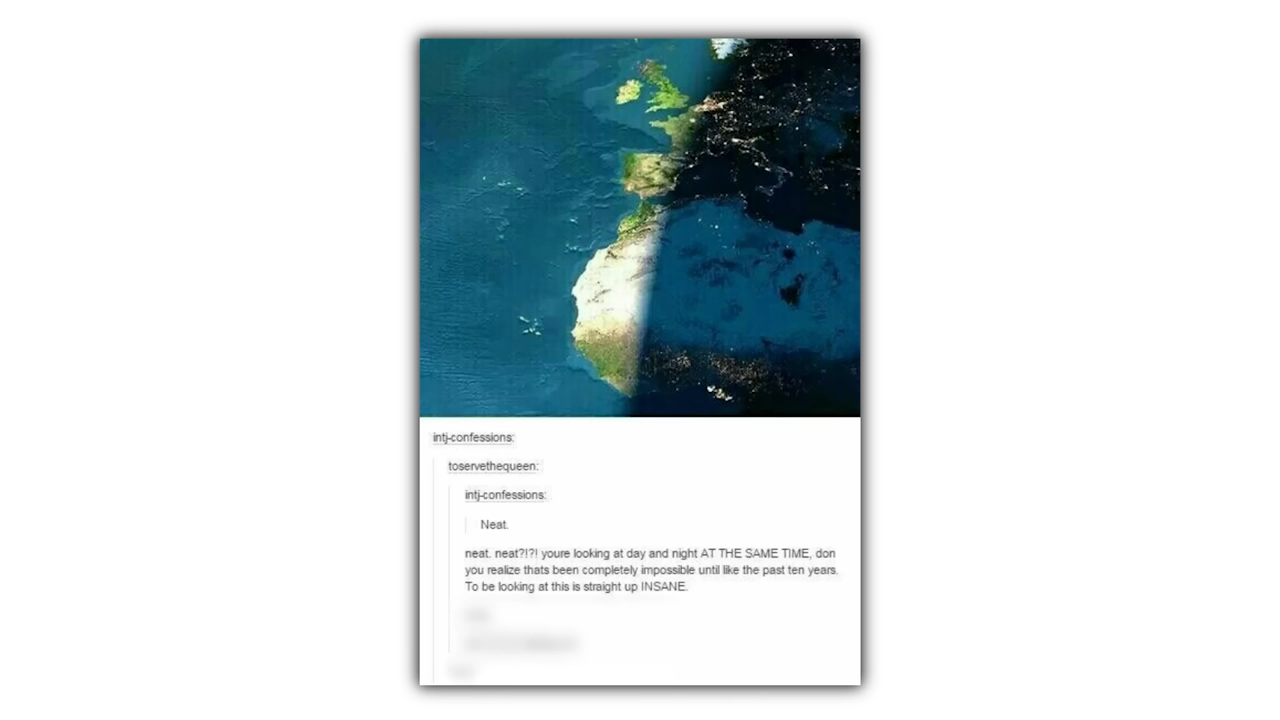 intj-confessions:
toservethequeen:
intj-confessions:
Neat.
neat. neat?!?! youre looking at day and night AT THE SAME TIME, don
you realize thats been completely impossible until like the past ten years.
To be looking at this is straight up INSANE.